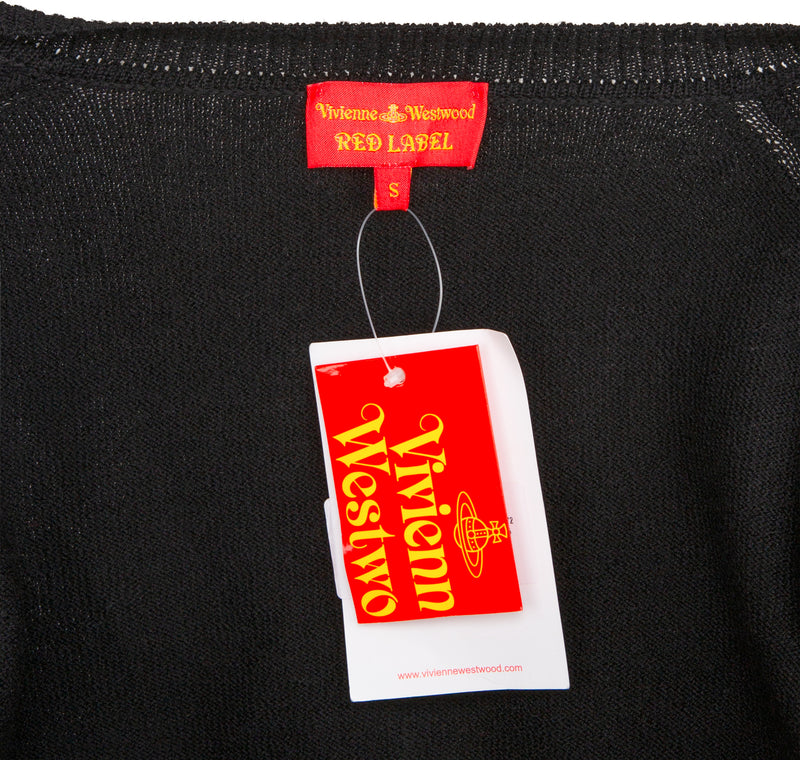 Vivienne Westwood
RED LABEL
S
Vivienn
Westwo
www.viviennewestwood.com